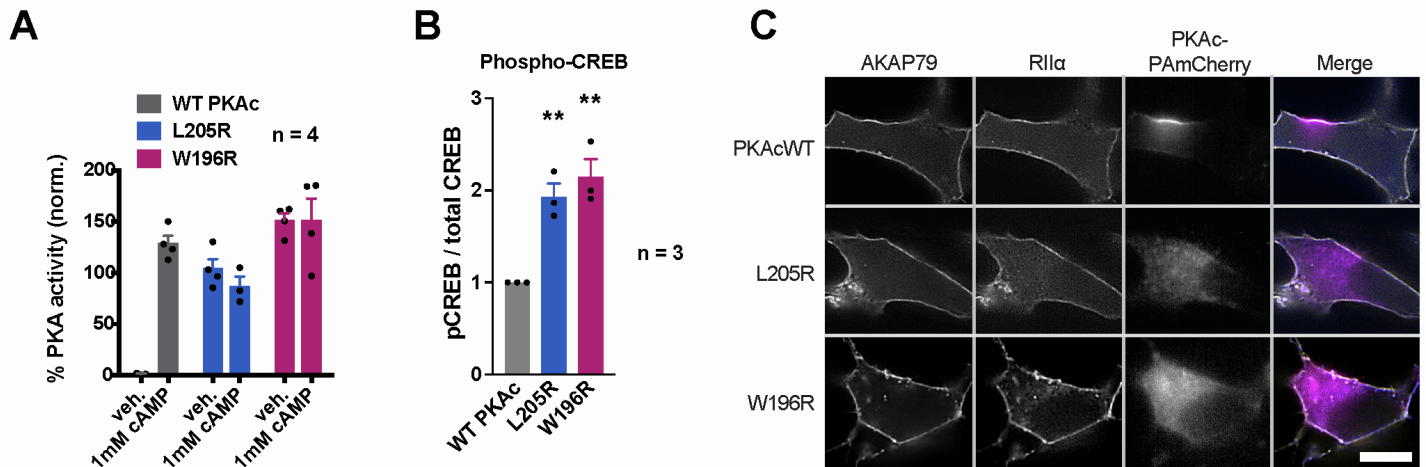 A
WT PKAc
L205R
W196R
n = 4
% PKA activity (norm.)
200
150
100
50
0
veh.
1mM cAMP
veh.
1mM cAMP
veh.
1mM cAMP
B
Phospho-CREB
pCREB / total CREB
3
2
1
0
**
**
n = 3
WT PKAc
L205R
W196R
C
AKAP79
RIIα
PKAc-
PAmCherry
Merge
PKAcWT
L205R
W196R